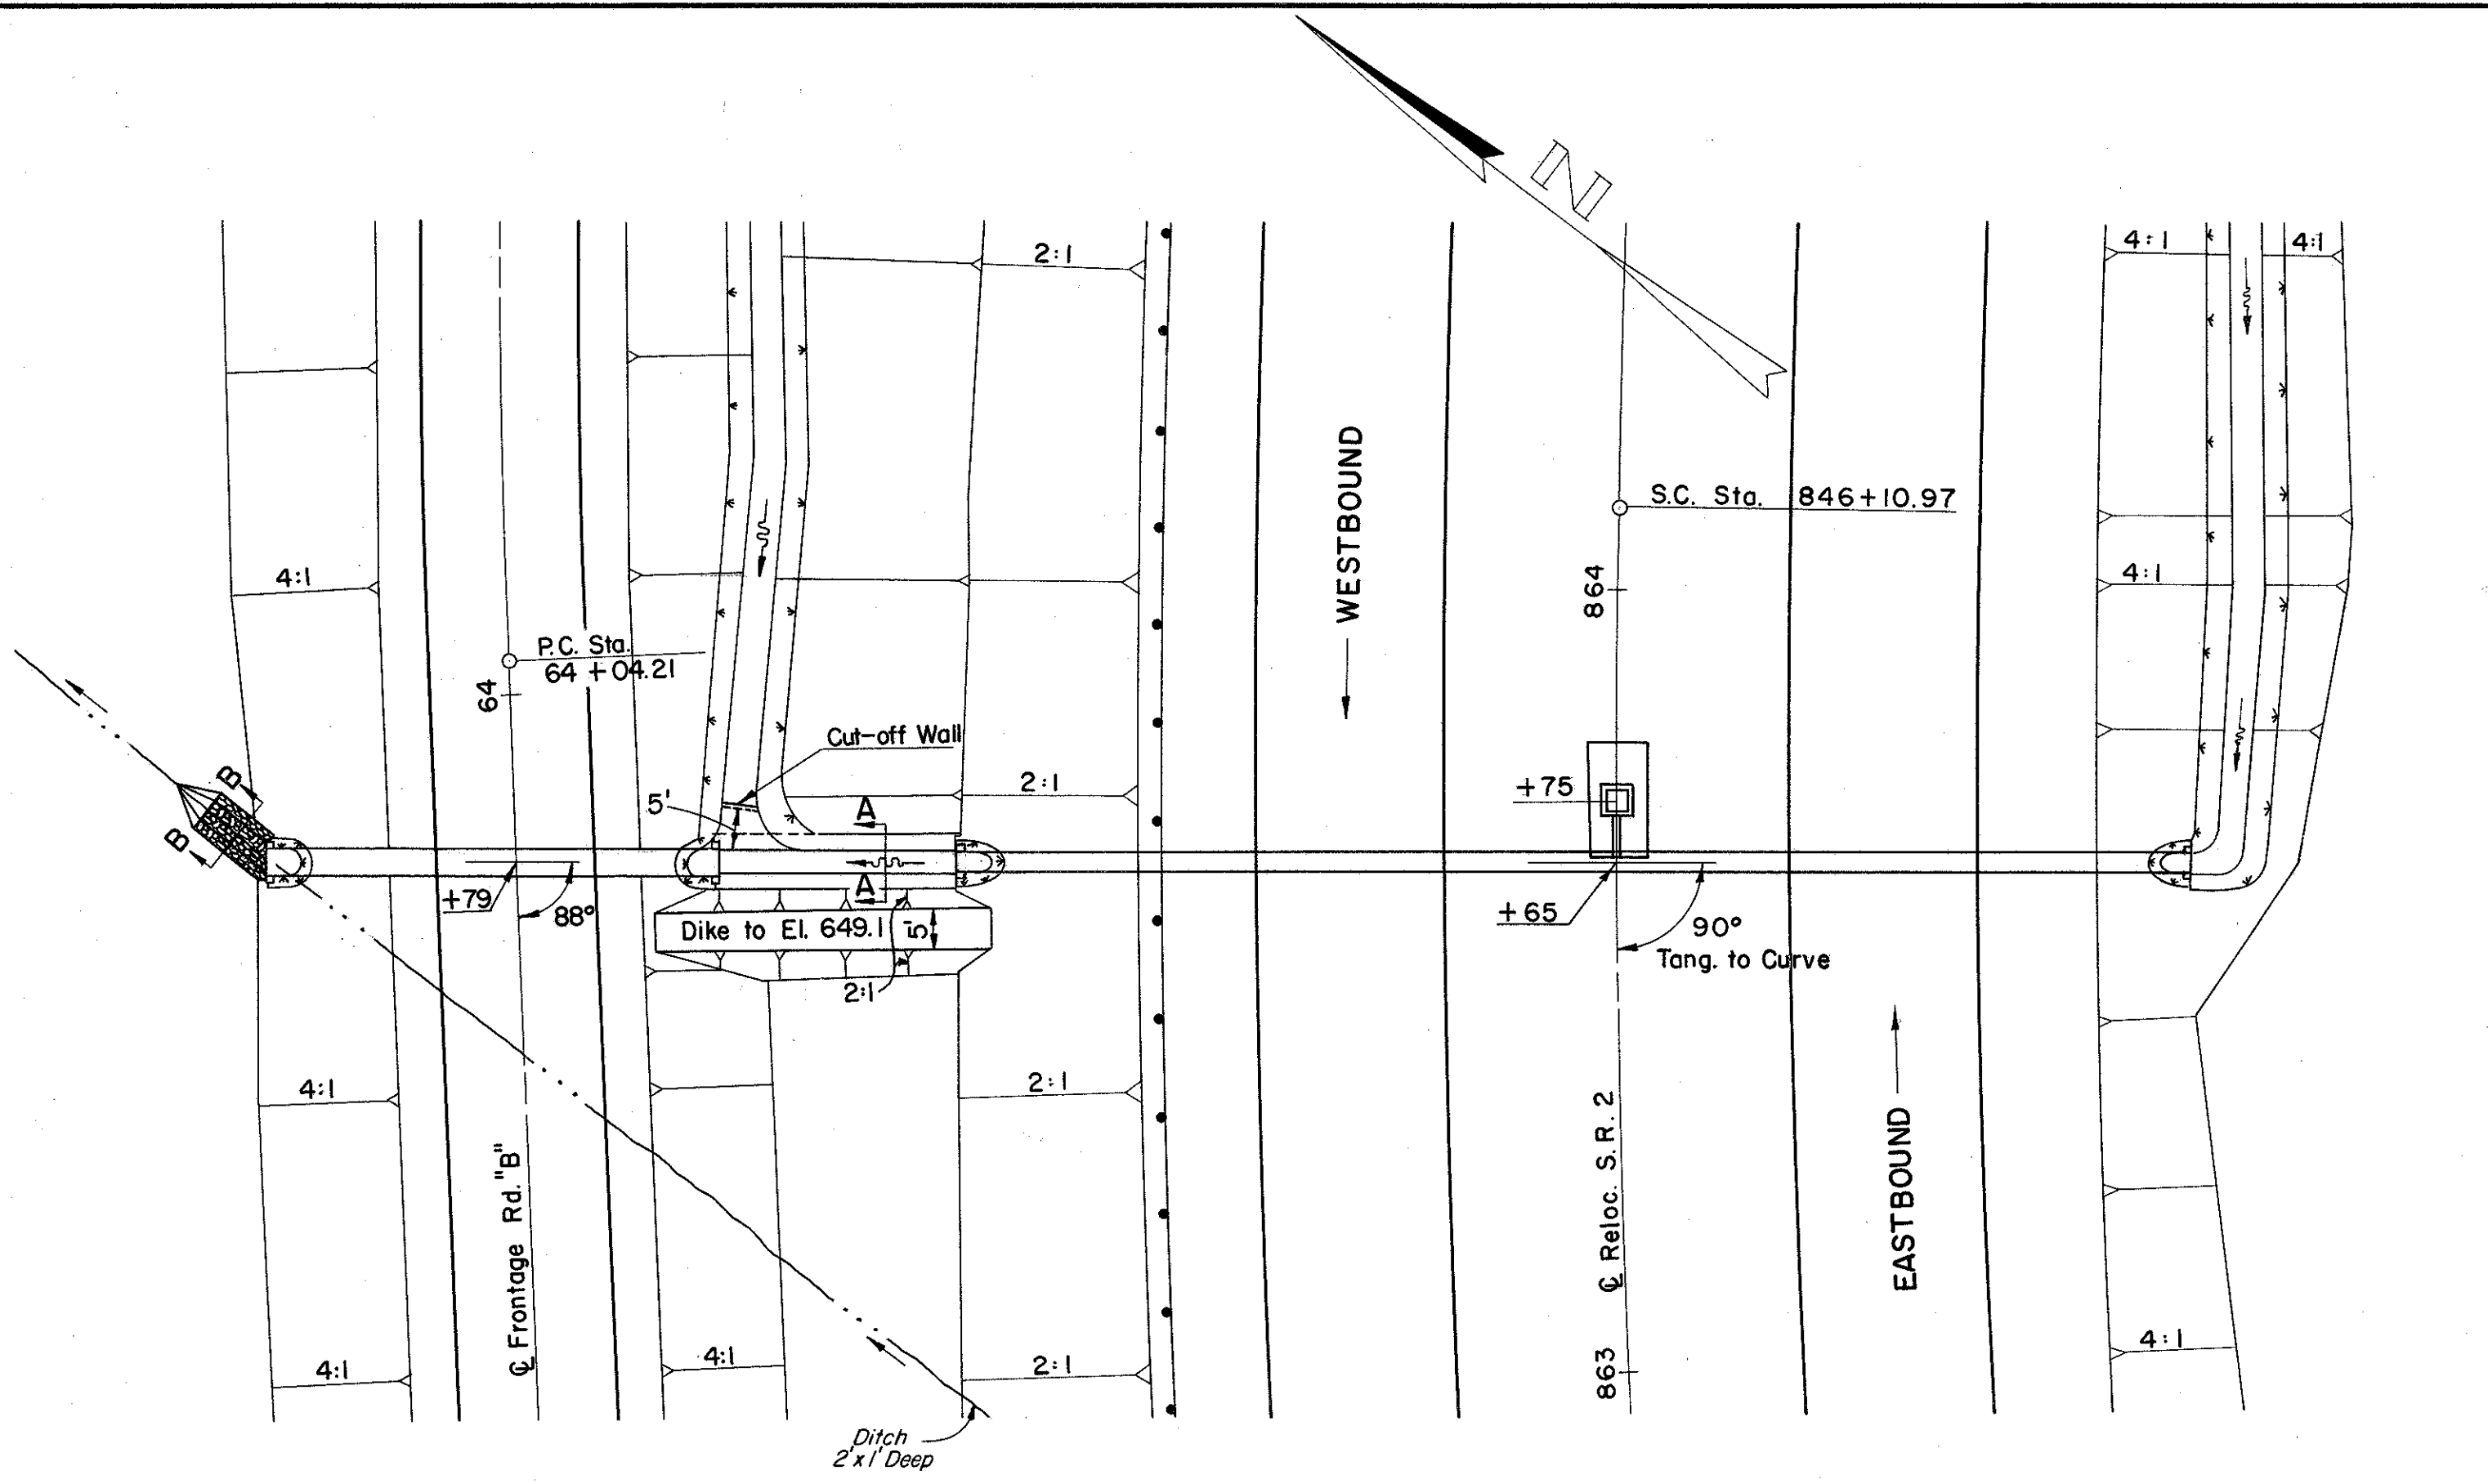 N
2:1
4:1
4:1
WESTBOUND
S.C. Sta. 846+10.97
4:1
864
4:1
P.C. Sta.
64 +04.21
64
Cut-off Wall
B
2:1
+75
5'
A
B
+79
88°
A
+65
90°
Tang. to Curve
Dike to El. 649.1
5'
2:1
4:1
2:1
EASTBOUND
℄ Reloc. S.R. 2
℄ Frontage Rd. "B"
4:1
4:1
2:1
863
4:1
Ditch
2'x1' Deep